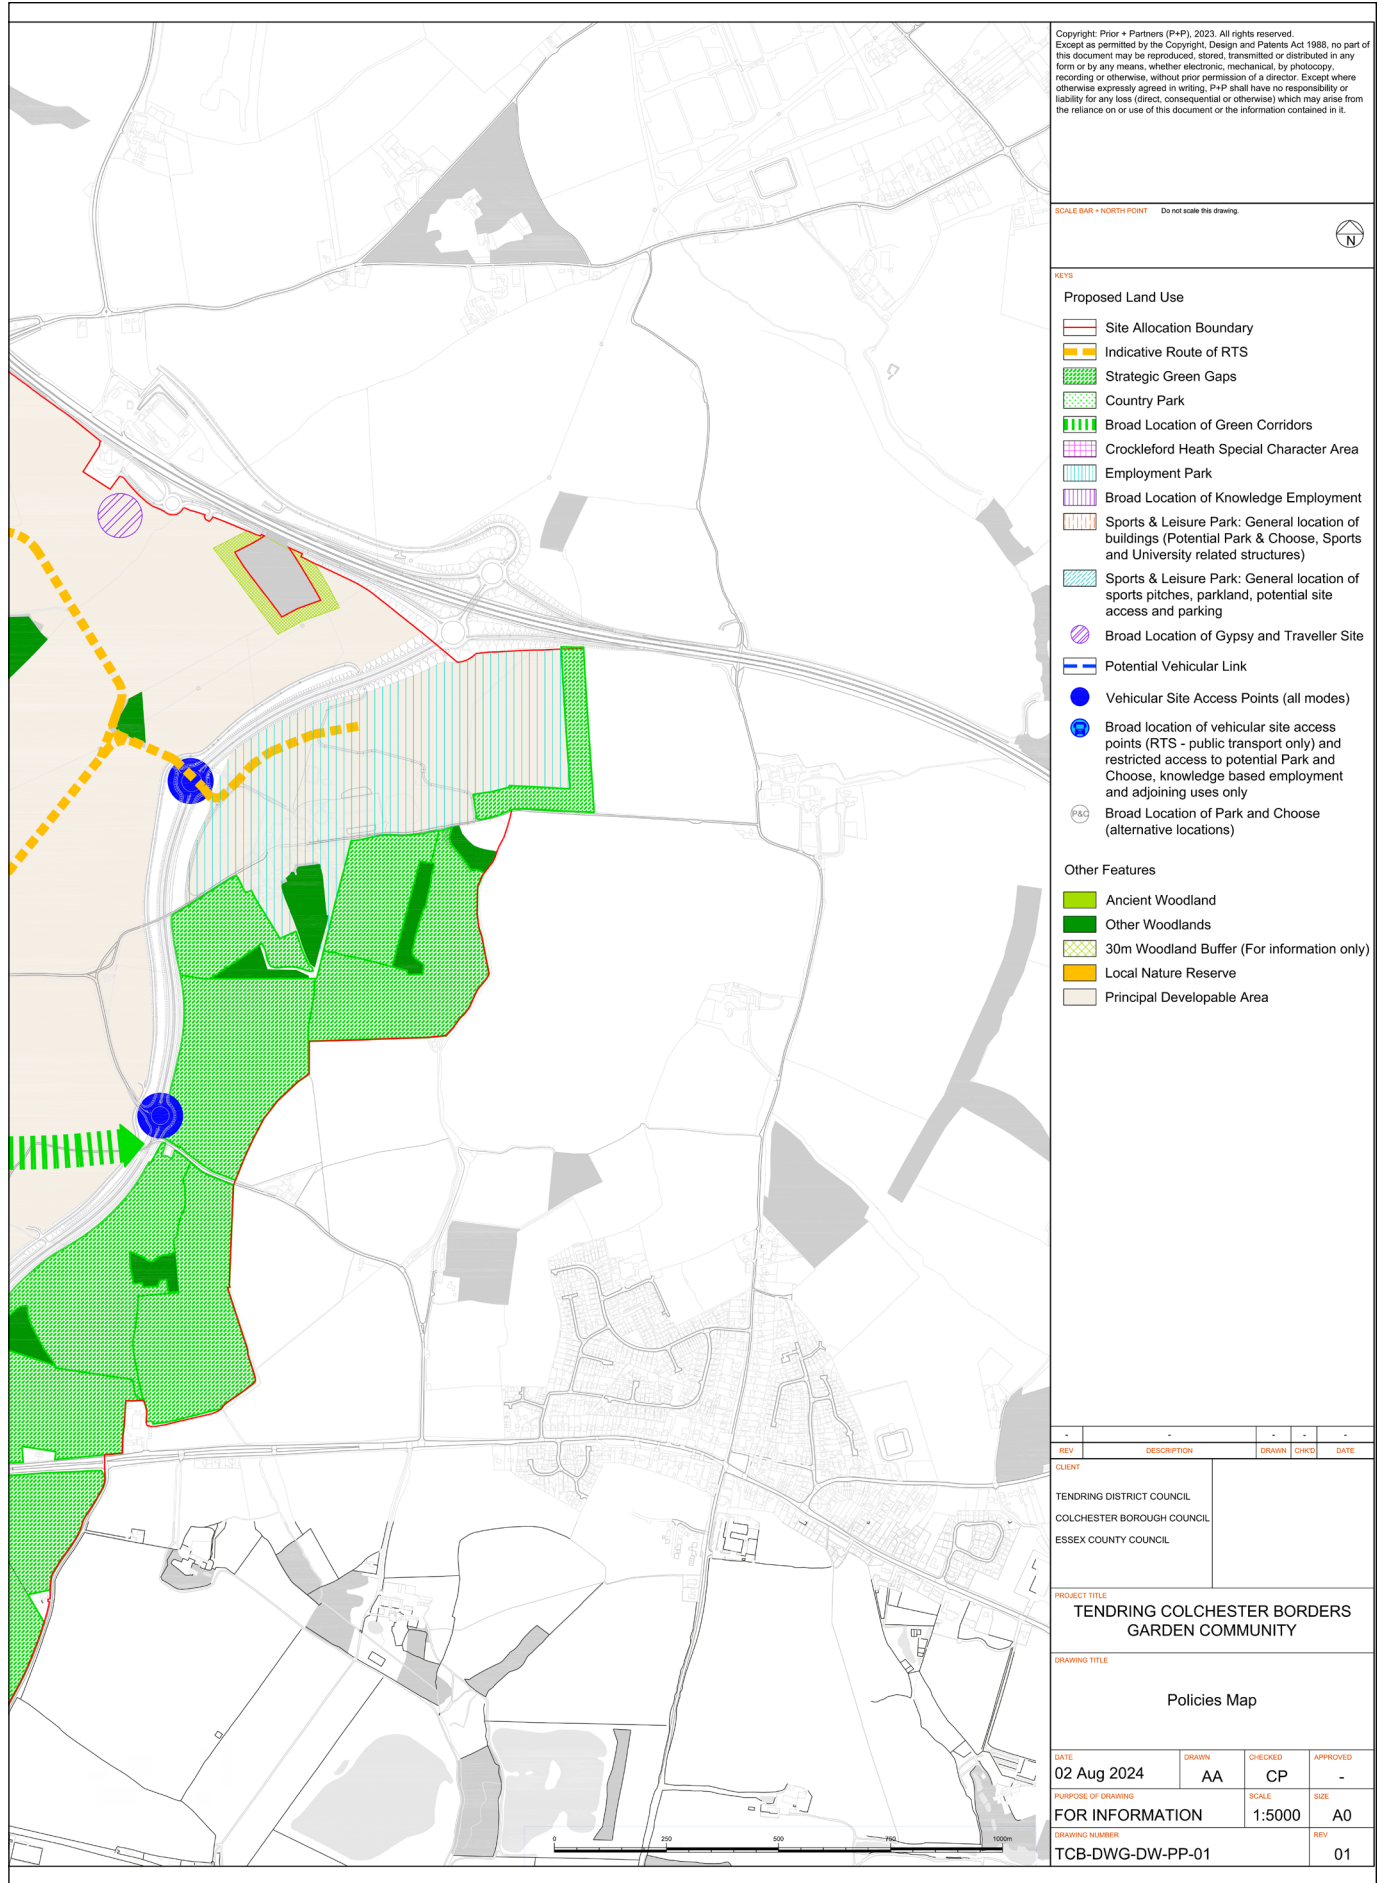 Copyright: Prior + Partners (P+P), 2023. All rights reserved.
Except as permitted by the Copyright, Design and Patents Act 1988, no part of
this document may be reproduced, stored, transmitted or distributed in any
form or by any means, whether electronic, mechanical, by photocopy,
recording or otherwise, without prior permission of a director. Except where
otherwise expressly agreed in writing, P+P shall have no responsibility or
liability for any loss (direct, consequential or otherwise) which may arise from
the reliance on or use of this document or the information contained in it.
SCALE BAR + NORTH POINT Do not scale this drawing.
N
KEYS
Proposed Land Use
Site Allocation Boundary
Indicative Route of RTS
Strategic Green Gaps
Country Park
Broad Location of Green Corridors
Crockleford Heath Special Character Area
Employment Park
Broad Location of Knowledge Employment
Sports & Leisure Park: General location of
buildings (Potential Park & Choose, Sports
and University related structures)
Sports & Leisure Park: General location of
sports pitches, parkland, potential site
access and parking
Broad Location of Gypsy and Traveller Site
Potential Vehicular Link
Vehicular Site Access Points (all modes)
Broad location of vehicular site access
points (RTS - public transport only) and
restricted access to potential Park and
Choose, knowledge based employment
and adjoining uses only
P&C
Broad Location of Park and Choose
(alternative locations)
Other Features
Ancient Woodland
Other Woodlands
30m Woodland Buffer (For information only)
Local Nature Reserve
Principal Developable Area
- - - - -
REV DESCRIPTION DRAWN CHK'D DATE
CLIENT
TENDRING DISTRICT COUNCIL
COLCHESTER BOROUGH COUNCIL
ESSEX COUNTY COUNCIL
PROJECT TITLE
TENDRING COLCHESTER BORDERS
GARDEN COMMUNITY
DRAWING TITLE
Policies Map
DATE DRAWN CHECKED APPROVED
02 Aug 2024 AA CP -
PURPOSE OF DRAWING SCALE SIZE
FOR INFORMATION 1:5000 A0
DRAWING NUMBER REV
TCB-DWG-DW-PP-01 01
0 250 500 750 1000m